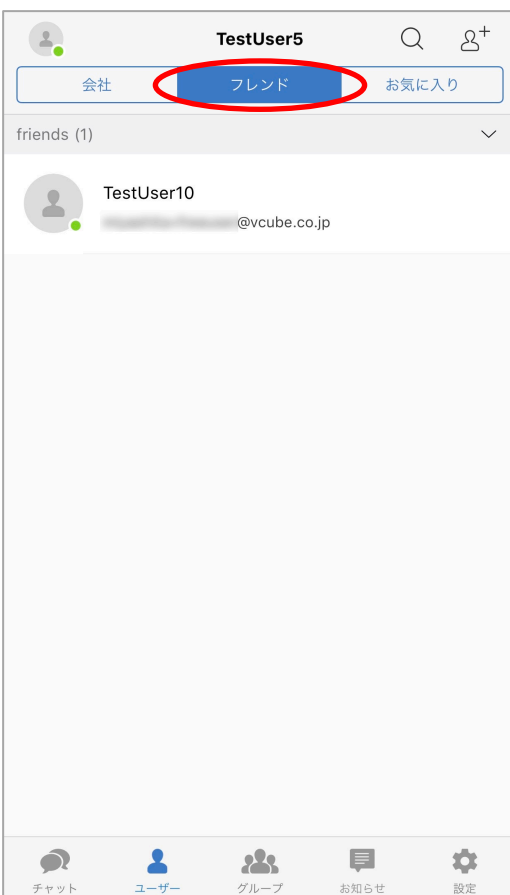 TestUser5
会社 フレンド お気に入り
friends (1)
TestUser10
@vcube.co.jp
チャット ユーザー グループ お知らせ 設定